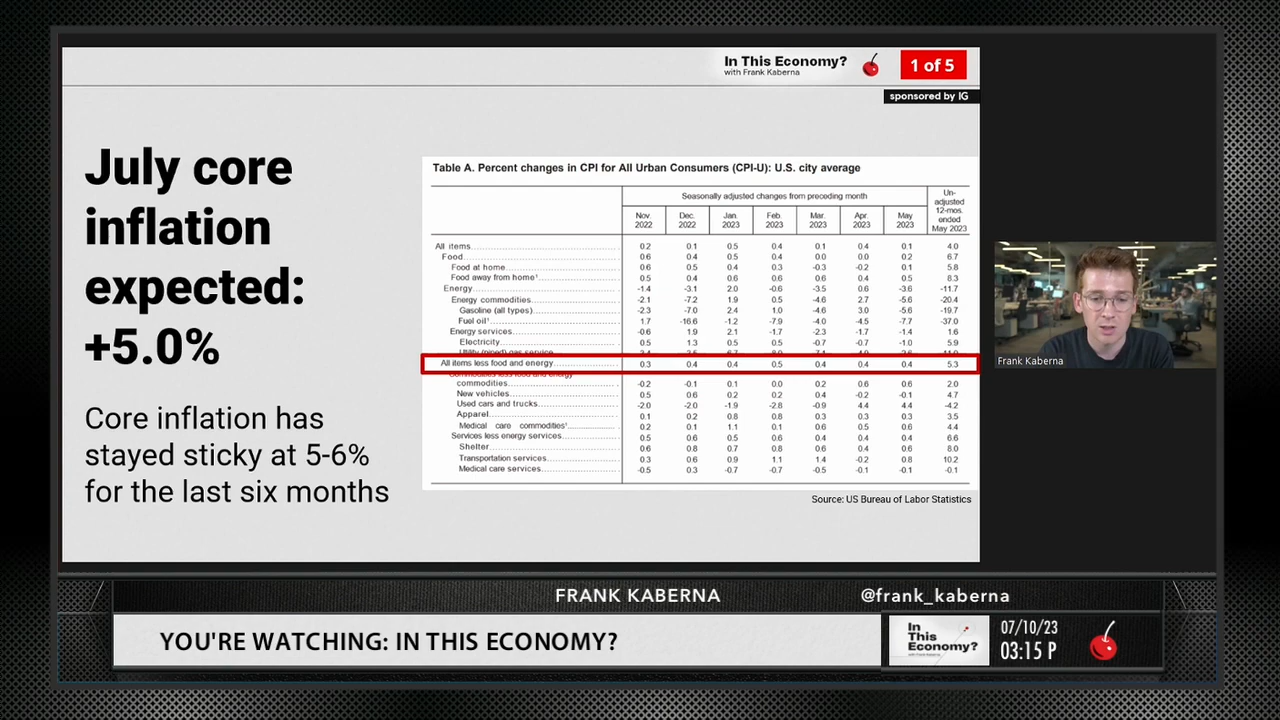 In This Economy?
with Frank Kaberna
1 of 5
sponsored by IG
July core
inflation
expected:
+5.0%
Core inflation has
stayed sticky at 5-6%
for the last six months
Table A. Percent changes in CPI for All Urban Consumers (CPI-U): U.S. city average
Seasonally adjusted changes from preceding month
Un-
adjusted
12-mos.
ended
May 2023
Nov. 2022 Dec. 2022 Jan. 2023 Feb. 2023 Mar. 2023 Apr. 2023 May 2023
All items 0.2 0.1 0.5 0.4 0.1 0.4 0.1 4.0
Food 0.6 0.4 0.5 0.4 0.0 0.0 0.2 6.7
Food at home 0.6 0.5 0.4 0.3 -0.3 -0.2 0.1 5.8
Food away from home¹ 0.5 0.4 0.6 0.6 0.6 0.4 0.5 8.3
Energy -1.4 -3.1 2.0 -0.6 -3.5 0.6 -3.6 -11.7
Energy commodities -2.1 -7.2 1.9 0.5 -4.6 2.7 -5.6 -20.4
Gasoline (all types) -2.3 -7.0 2.4 1.0 -4.6 3.0 -5.6 -19.7
Fuel oil¹ 1.7 -16.6 -1.2 -7.9 -4.0 -4.5 -7.7 -37.0
Energy services -0.6 1.9 2.1 -1.7 -2.3 -1.7 -1.4 1.6
Electricity 0.5 1.3 0.5 0.5 -0.7 -0.7 -1.0 5.9
Utility (piped) gas service
All items less food and energy 0.3 0.4 0.4 0.5 0.4 0.4 0.4 5.3
Commodities less food and energy
commodities -0.2 -0.1 0.1 0.0 0.2 0.6 0.6 2.0
New vehicles 0.5 0.6 0.2 0.2 0.4 -0.2 -0.1 4.7
Used cars and trucks -2.0 -2.0 -1.9 -2.8 -0.9 4.4 4.4 -4.2
Apparel 0.1 0.2 0.8 0.8 0.3 0.3 0.3 3.5
Medical care commodities¹ 0.2 0.1 1.1 0.1 0.6 0.5 0.6 4.4
Services less energy services 0.5 0.6 0.5 0.6 0.4 0.4 0.4 6.6
Shelter 0.6 0.8 0.7 0.8 0.6 0.4 0.6 8.0
Transportation services 0.3 0.6 0.9 1.1 1.4 -0.2 0.8 10.2
Medical care services -0.5 0.3 -0.7 -0.7 -0.5 -0.1 -0.1 -0.1
Source: US Bureau of Labor Statistics
Frank Kaberna
FRANK KABERNA @frank_kaberna
YOU'RE WATCHING: IN THIS ECONOMY?
In
This
Economy?
with Frank Kaberna
07/10/23
03:15 P